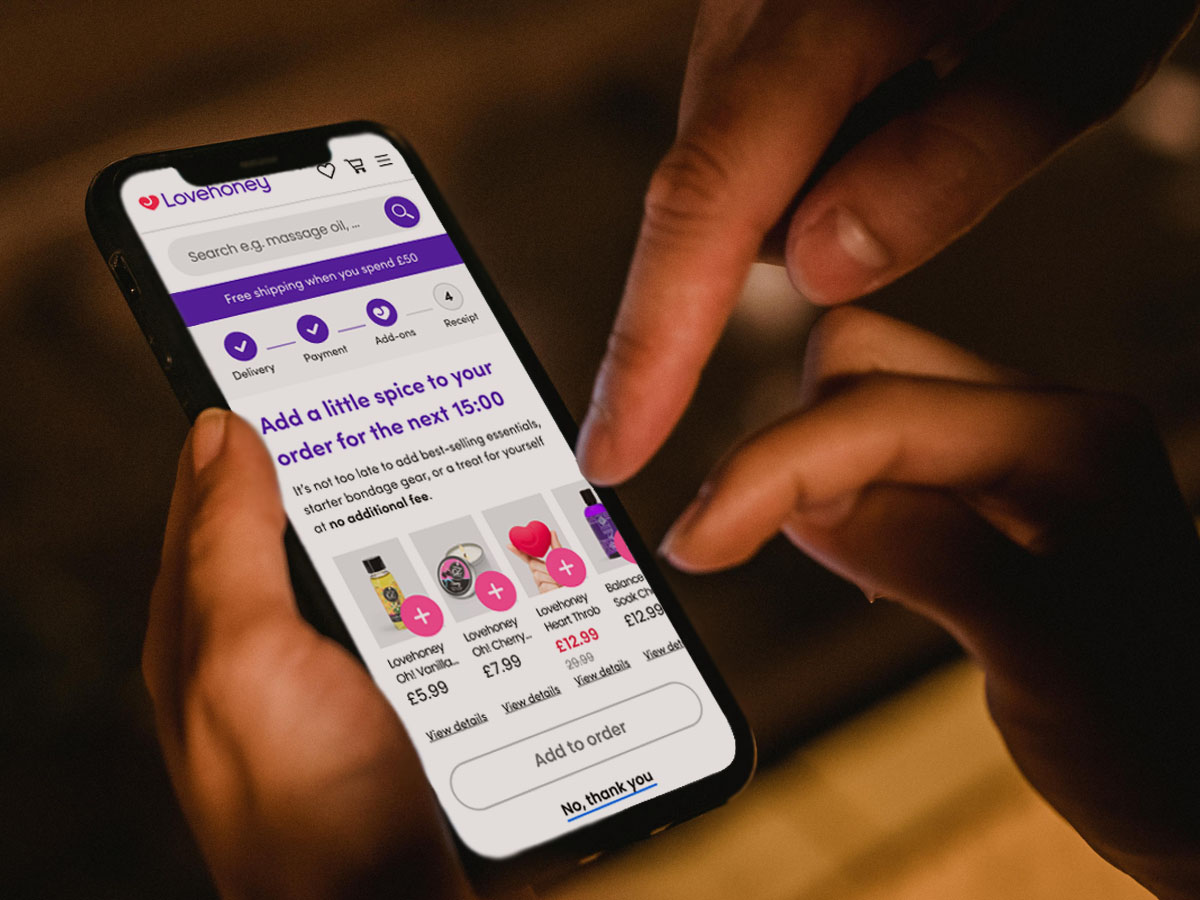 Lovehoney
Search e.g. massage oil, ...
Free shipping when you spend £50
4
Delivery
Payment
Add-ons
Receipt
Add a little spice to your
order for the next 15:00
It's not too late to add best-selling essentials,
starter bondage gear, or a treat for yourself
at no additional fee.
Lovehoney
Oh! Vanilla...
£5.99
View details
Lovehoney
Oh! Cherry...
£7.99
View details
Lovehoney
Heart Throb
£12.99
29.99
View details
Balance
Soak Ch
£12.99
View det
Add to order
No, thank you